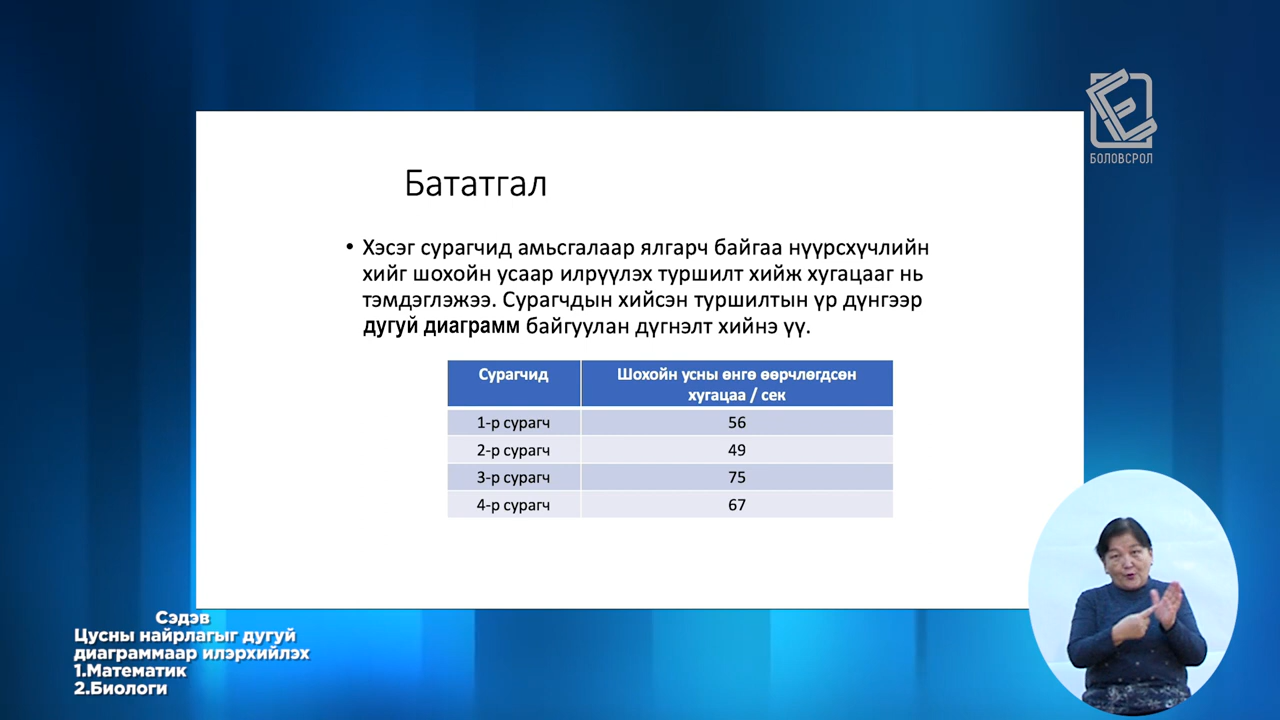 БОЛОВСРОЛ
Бататгал
• Хэсэг сурагчид амьсгалаар ялгарч байгаа нүүрсхүчлийн
хийг шохойн усаар илрүүлэх туршилт хийж хугацааг нь
тэмдэглэжээ. Сурагчдын хийсэн туршилтын үр дүнгээр
дугуй диаграмм байгуулан дүгнэлт хийнэ үү.
Сурагчид
Шохойн усны өнгө өөрчлөгдсөн
хугацаа / сек
1-р сурагч 56
2-р сурагч 49
3-р сурагч 75
4-р сурагч 67
Сэдэв
Цусны найрлагыг дугуй
диаграммаар илэрхийлэх
1.Математик
2.Биологи